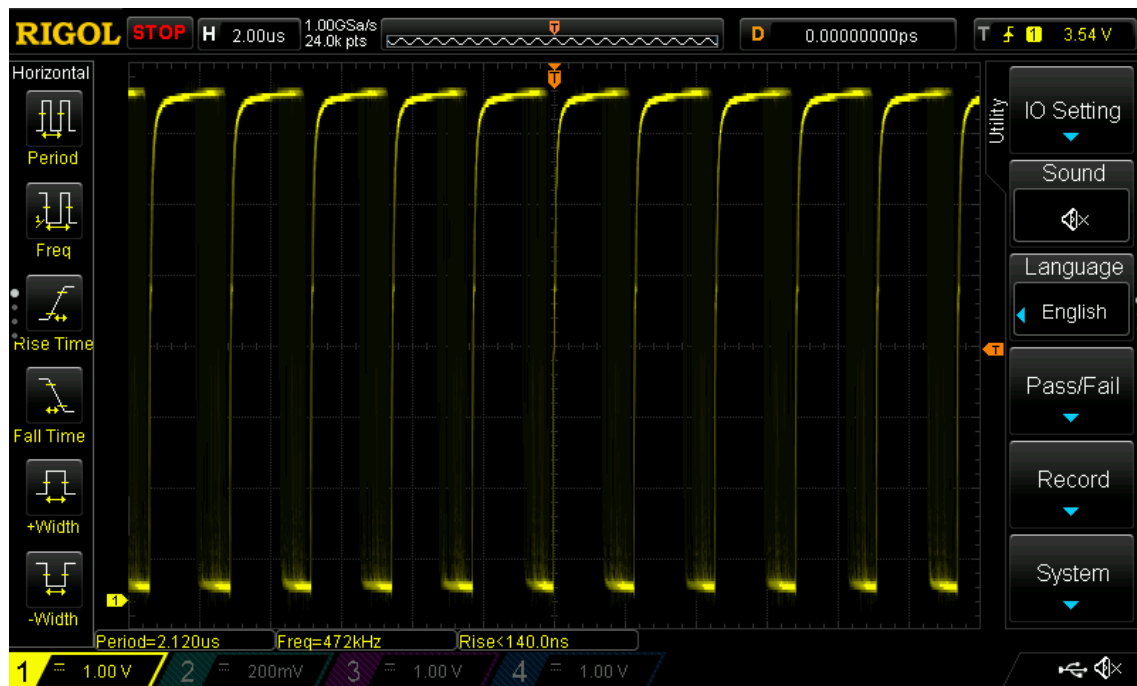 RIGOL STOP H 2.00us 1.00GSa/s 24.0k pts T D 0.00000000ps T 1 3.54 V
Horizontal
T
Period
1/
Freq
Rise Time
Fall Time
+Width
-Width
1
T
Utility
IO Setting
Sound
Language
English
Pass/Fail
Record
System
Period=2.120us Freq=472kHz Rise<140.0ns
1 1.00 V 2 200mV 3 1.00 V 4 1.00 V